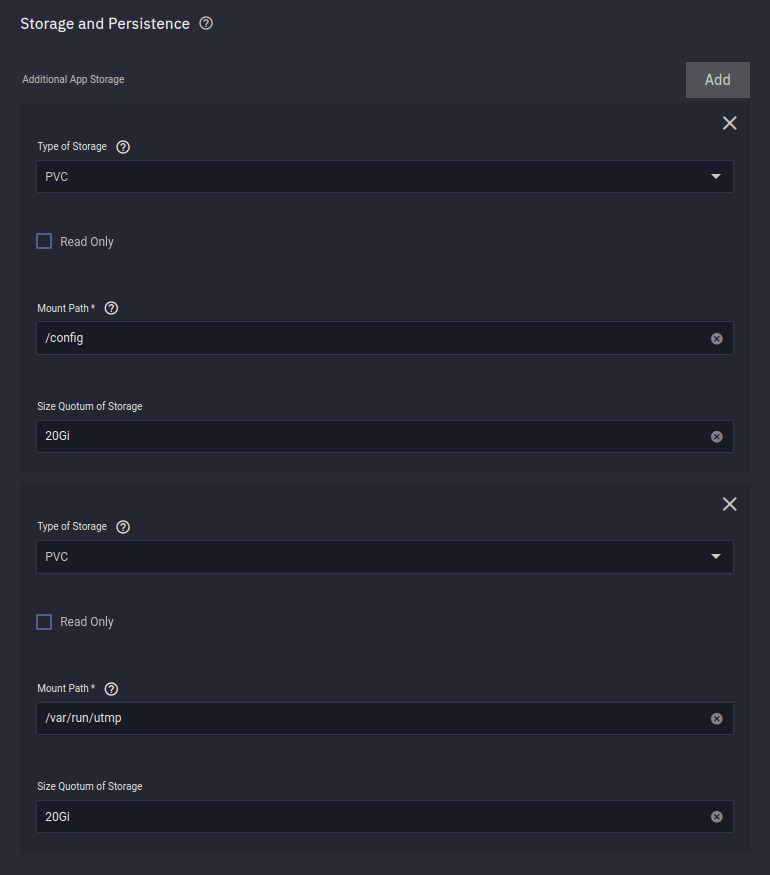 Storage and Persistence
Additional App Storage
Add
Type of Storage
PVC
Read Only
Mount Path *
/config
Size Quotum of Storage
20Gi
Type of Storage
PVC
Read Only
Mount Path *
/var/run/utmp
Size Quotum of Storage
20Gi